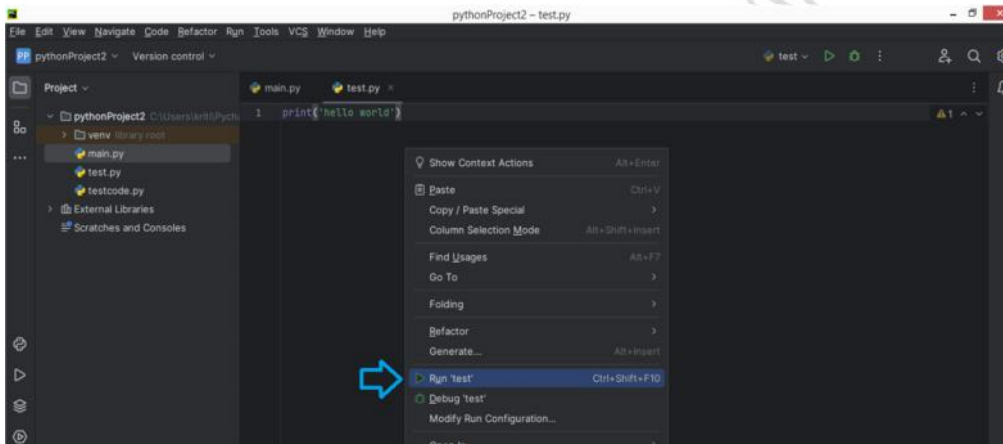 pythonProject2 – test.py
File Edit View Navigate Code Refactor Run Tools VCS Window Help
PP pythonProject2 Version control test
Project main.py test.py
pythonProject2 C:\Users\kriti\Pych
1 print('hello world') 1
venv library root
main.py
test.py
testcode.py
External Libraries
Scratches and Consoles
Show Context Actions Alt+Enter
Paste Ctrl+V
Copy / Paste Special
Column Selection Mode Alt+Shift+Insert
Find Usages Alt+F7
Go To
Folding
Refactor
Generate... Alt+Insert
Run 'test' Ctrl+Shift+F10
Debug 'test'
Modify Run Configuration...